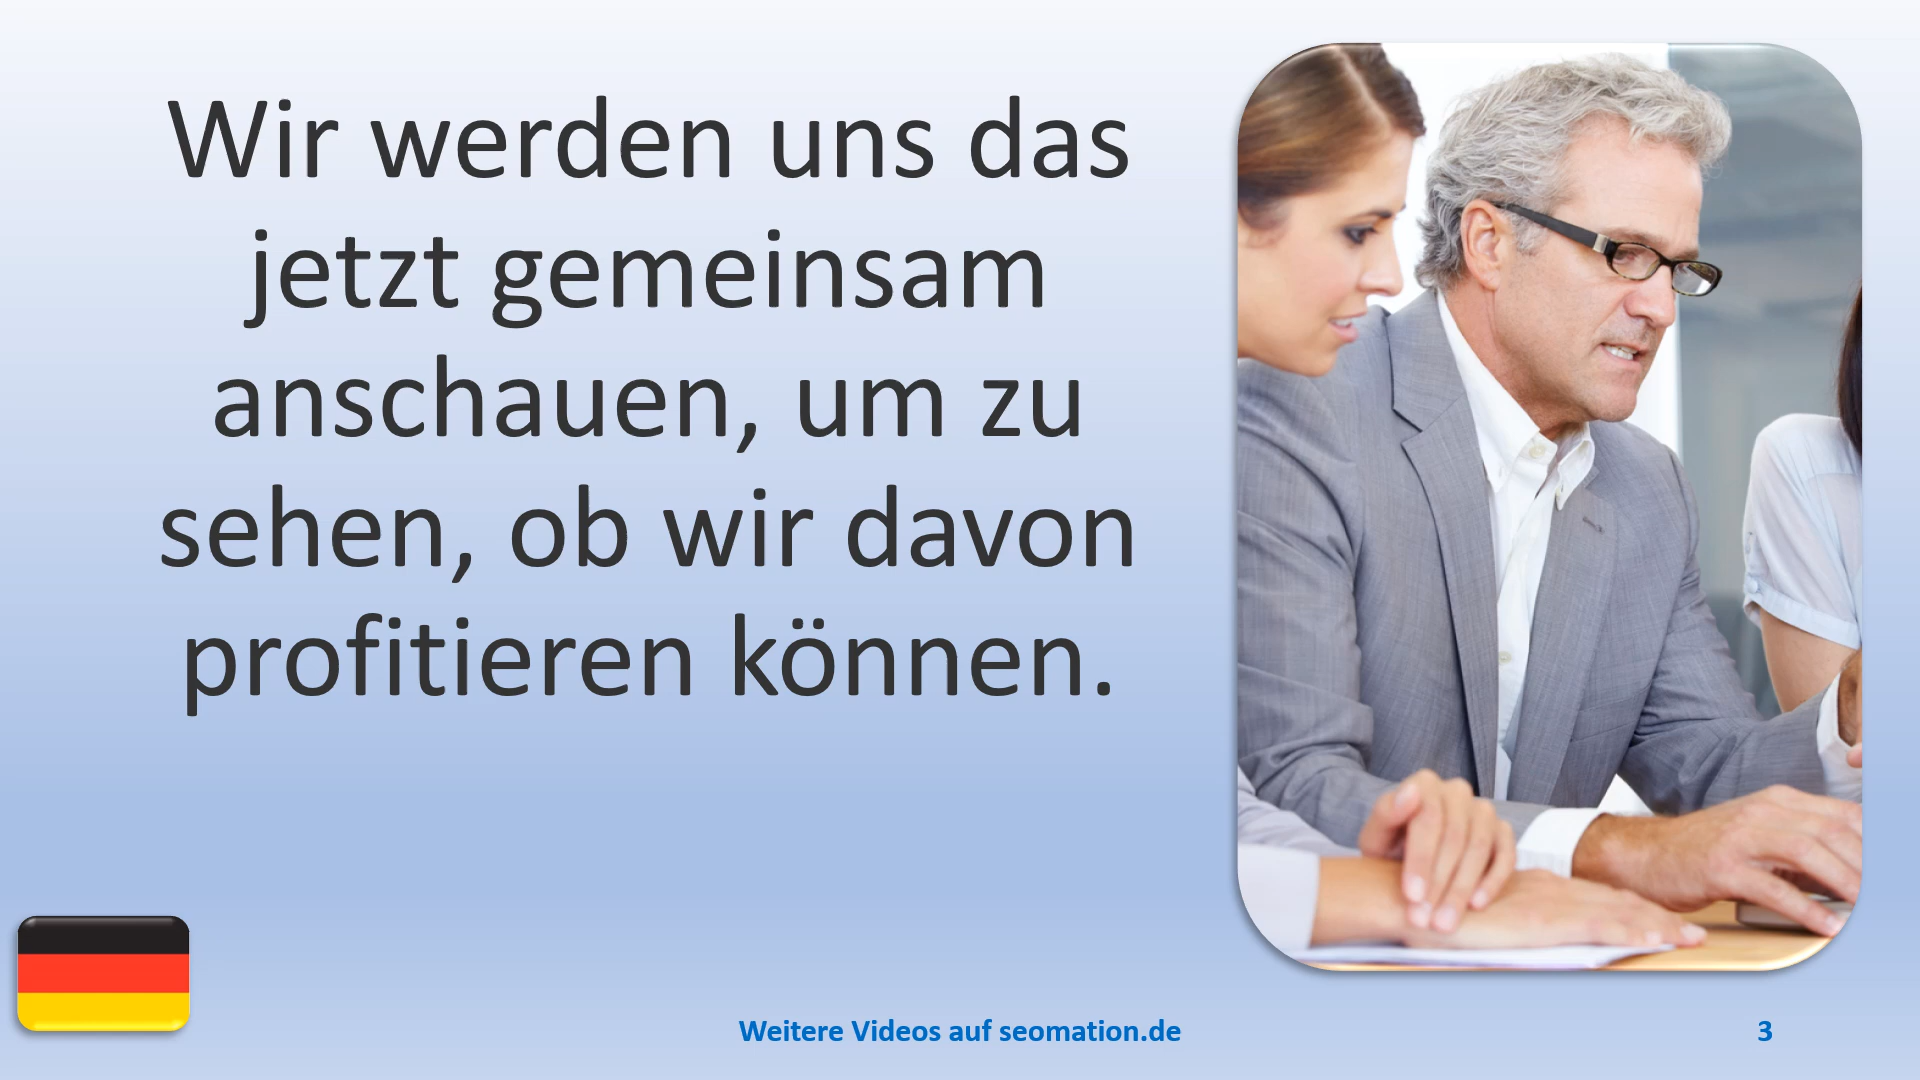 Wir werden uns das
jetzt gemeinsam
anschauen, um zu
sehen, ob wir davon
profitieren können.
Weitere Videos auf seomation.de
3